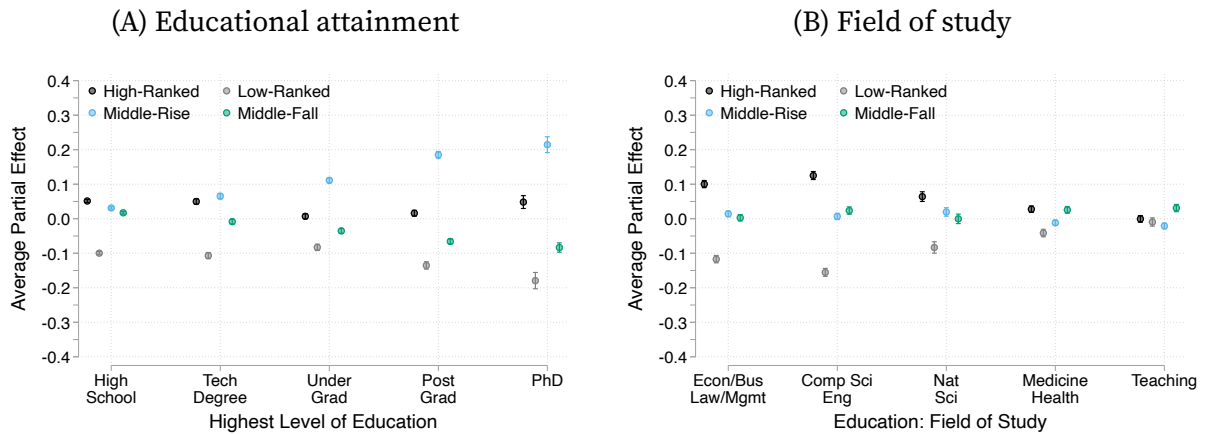 (A) Educational attainment
High-Ranked Low-Ranked
Middle-Rise Middle-Fall
Average Partial Effect
0.4
0.3
0.2
0.1
0.0
-0.1
-0.2
-0.3
-0.4
High School
Tech Degree
Under Grad
Post Grad
PhD
Highest Level of Education
(B) Field of study
High-Ranked Low-Ranked
Middle-Rise Middle-Fall
Average Partial Effect
0.4
0.3
0.2
0.1
0.0
-0.1
-0.2
-0.3
-0.4
Econ/Bus Law/Mgmt
Comp Sci Eng
Nat Sci
Medicine Health
Teaching
Education: Field of Study